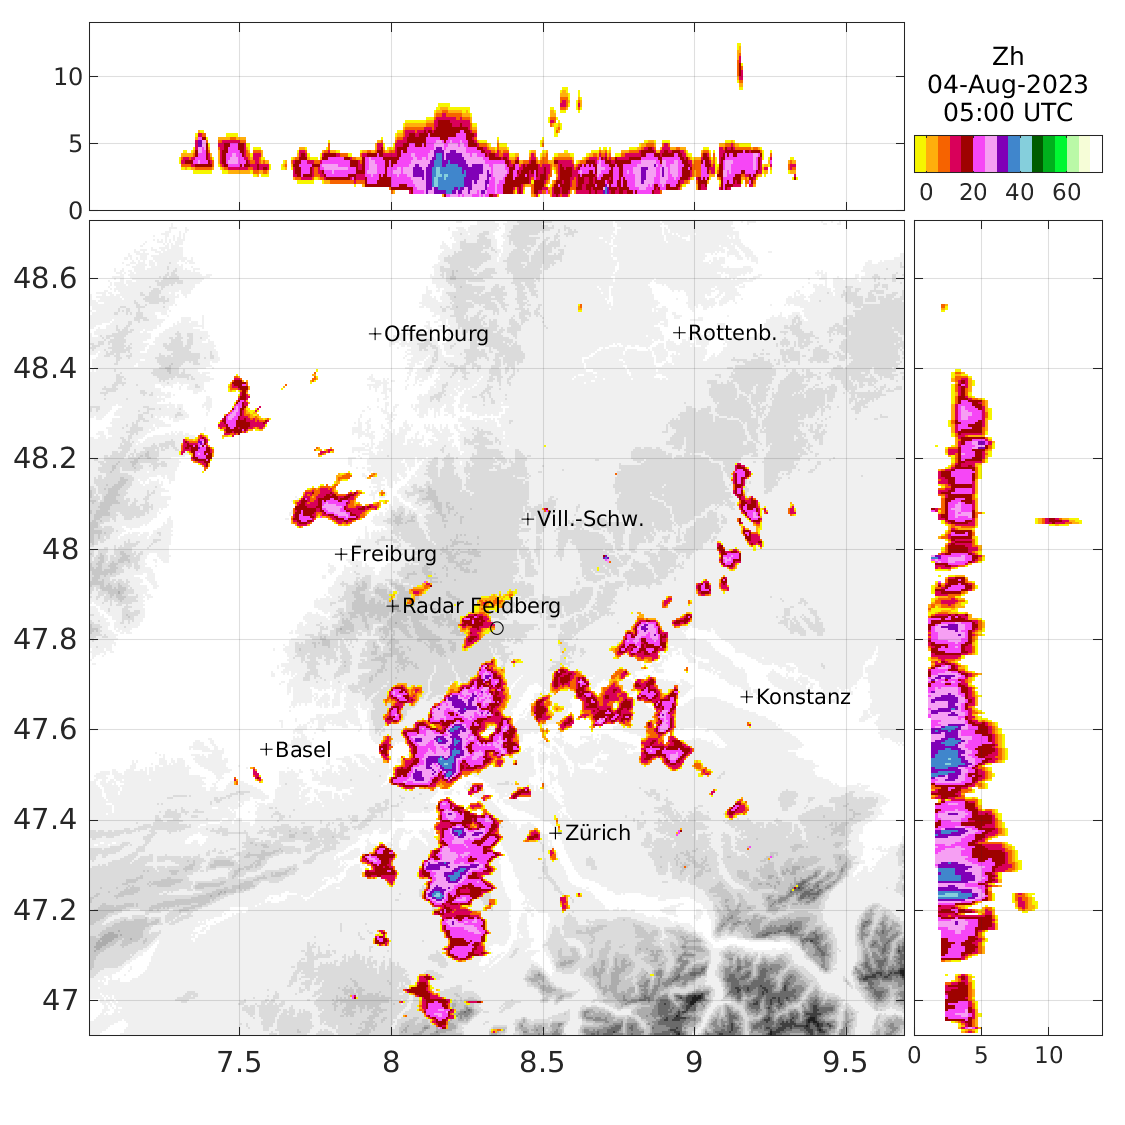 10
5
0
Zh
04-Aug-2023
05:00 UTC
0 20 40 60
48.6
48.4
48.2
48
47.8
47.6
47.4
47.2
47
Offenburg
Rottenb.
Vill.-Schw.
Freiburg
Radar Feldberg
Konstanz
Basel
Zürich
7.5 8 8.5 9 9.5
0 5 10